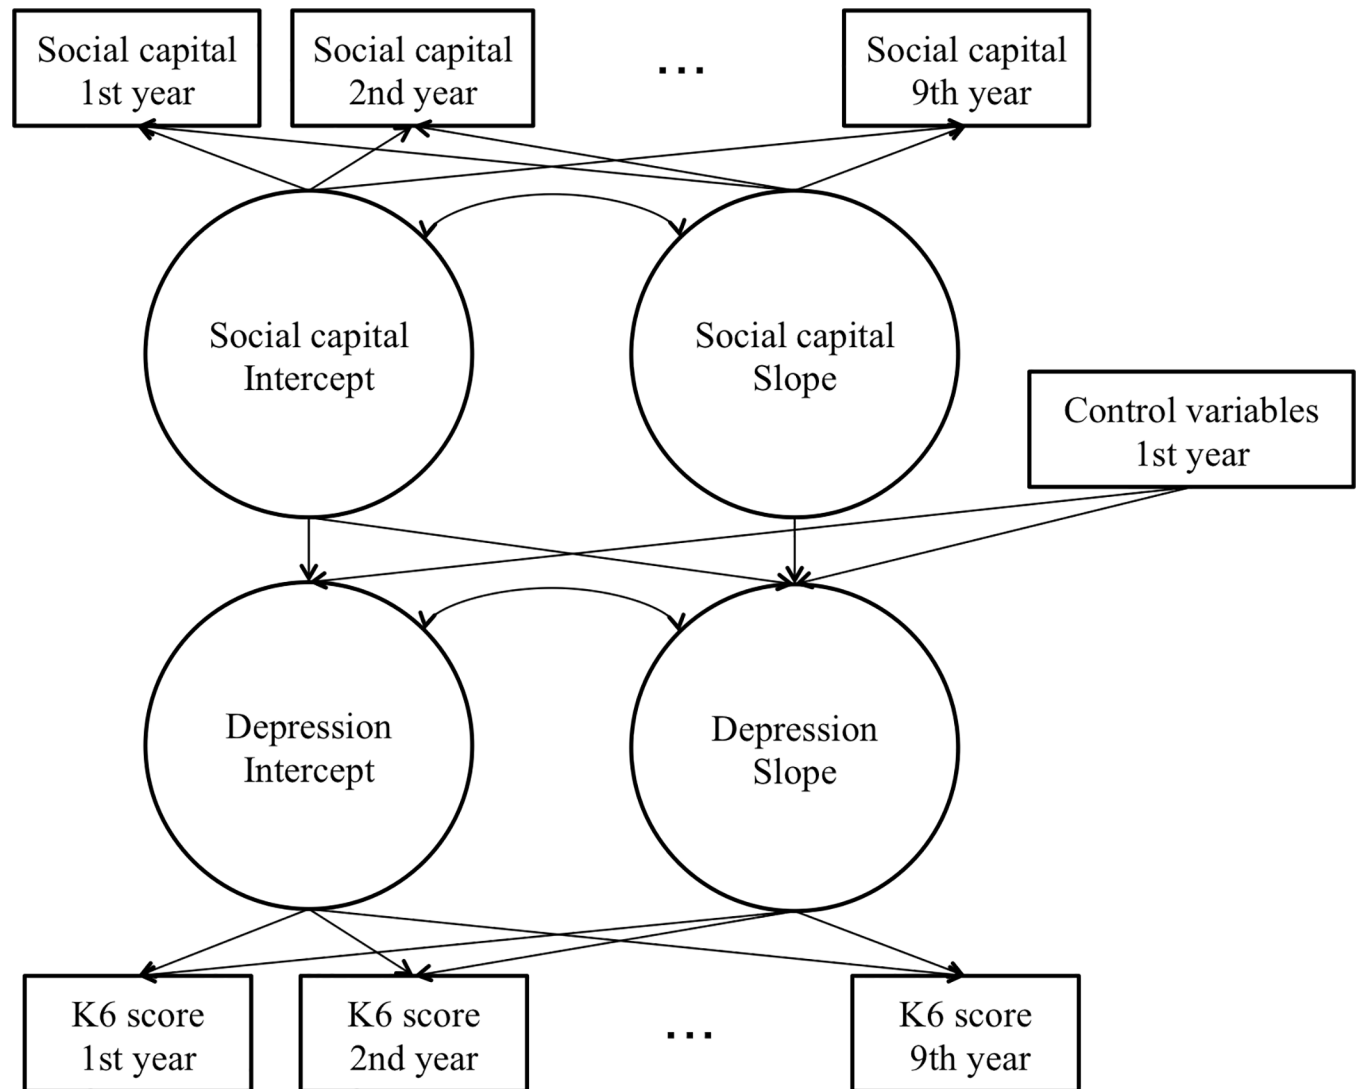 Social capital
1st year
Social capital
2nd year
...
Social capital
9th year
Social capital
Intercept
Social capital
Slope
Control variables
1st year
Depression
Intercept
Depression
Slope
K6 score
1st year
K6 score
2nd year
...
K6 score
9th year